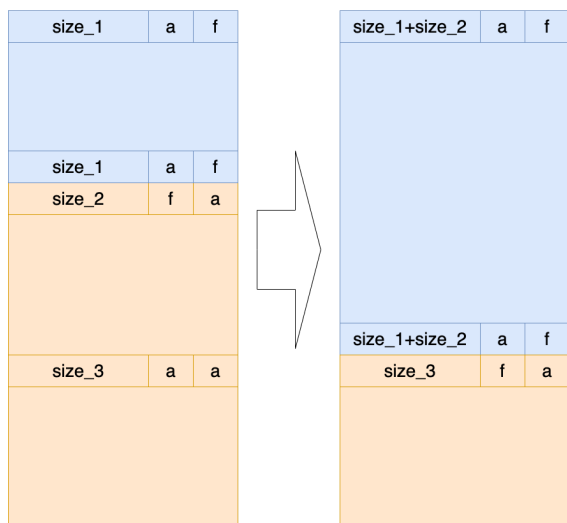 size_1 a f
size_1 a f
size_2 f a
size_3 a a
size_1+size_2 a f
size_1+size_2 a f
size_3 f a